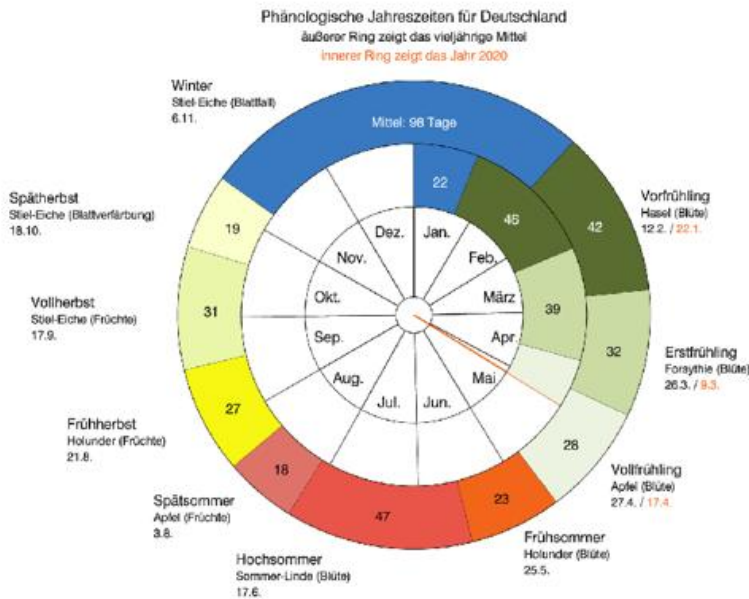 Phänologische Jahreszeiten für Deutschland
äußerer Ring zeigt das vieljährige Mittel
innerer Ring zeigt das Jahr 2020
Winter
Stiel-Eiche (Blattfall)
6.11.
Mittel: 98 Tage
22
46
42
Vorfrühling
Hasel (Blüte)
12.2. / 22.1.
Spätherbst
Stiel-Eiche (Blattverfärbung)
18.10.
19
Dez.
Jan.
Nov.
Feb.
Okt.
März
Sep.
Apr.
Aug.
Mai
Jul.
Jun.
39
32
Erstfrühling
Forsythie (Blüte)
26.3. / 9.3.
Vollherbst
Stiel-Eiche (Früchte)
17.9.
31
28
Vollfrühling
Apfel (Blüte)
27.4. / 17.4.
Frühherbst
Holunder (Früchte)
21.8.
27
18
47
23
Spätsommer
Apfel (Früchte)
3.8.
Hochsommer
Sommer-Linde (Blüte)
17.6.
Frühsommer
Holunder (Blüte)
25.5.